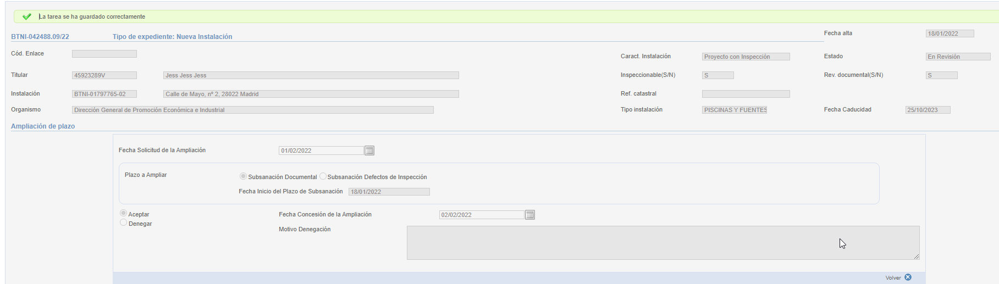 La tarea se ha guardado correctamente
BTNI-042488.09/22 Tipo de expediente: Nueva Instalación Fecha alta 18/01/2022
Cód. Enlace Caract. Instalación Proyecto con Inspección Estado En Revisión
Titular 45923289V Jess Jess Jess Inspeccionable(S/N) S Rev. documental(S/N) S
Instalación BTNI-01797765-02 Calle de Mayo, nº 2, 28022 Madrid Ref. catastral
Organismo Dirección General de Promoción Económica e Industrial Tipo instalación PISCINAS Y FUENTES Fecha Caducidad 25/10/2023
Ampliación de plazo
Fecha Solicitud de la Ampliación 01/02/2022
Plazo a Ampliar Subsanación Documental Subsanación Defectos de Inspección
Fecha Inicio del Plazo de Subsanación 18/01/2022
Aceptar Fecha Concesión de la Ampliación 02/02/2022
Denegar
Motivo Denegación
Volver